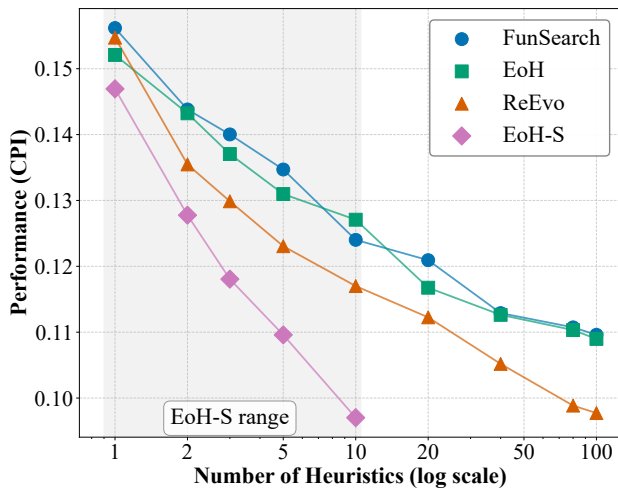 FunSearch
EoH
ReEvo
EoH-S
0.15
0.14
0.13
0.12
0.11
0.10
Performance (CPI)
EoH-S range
1
2
5
10
20
50
100
Number of Heuristics (log scale)